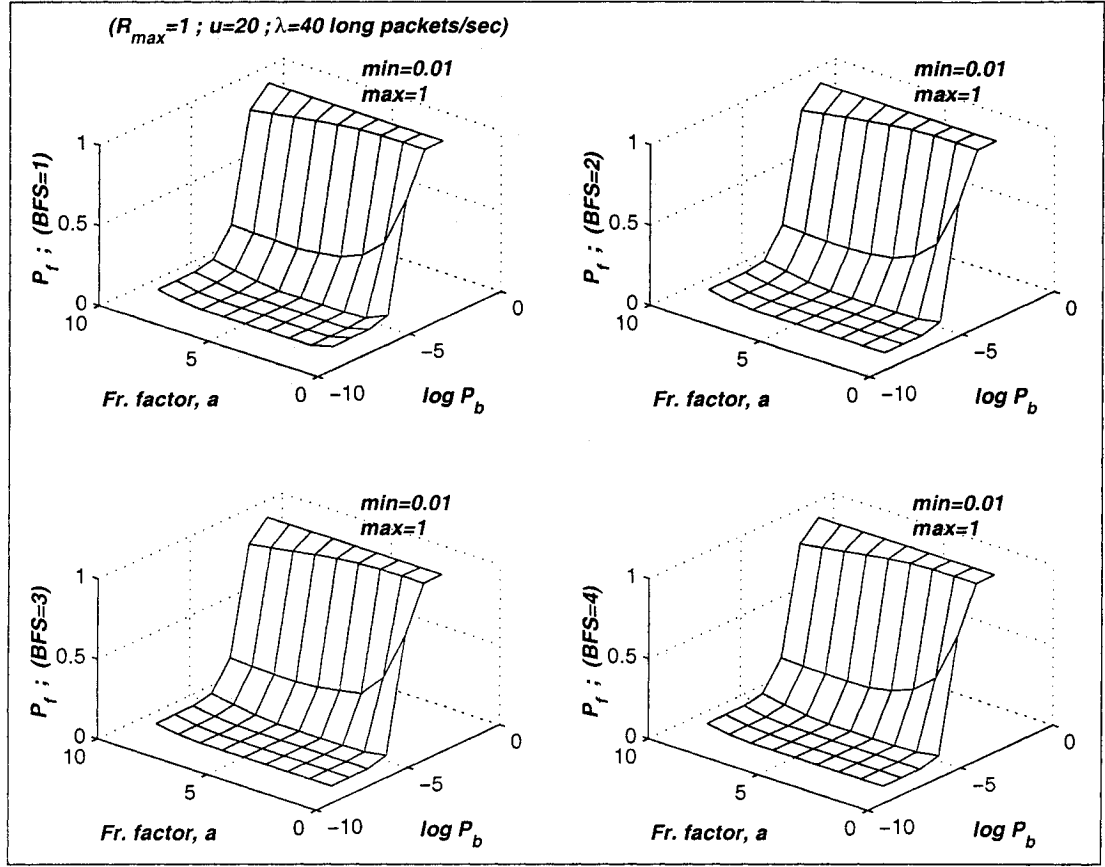 (R_max=1 ; u=20 ; λ=40 long packets/sec)
min=0.01
max=1
1
0.5
0
10
5
0
−10
−5
0
P_f ; (BFS=1)
Fr. factor, a
log P_b
min=0.01
max=1
1
0.5
0
10
5
0
−10
−5
0
P_f ; (BFS=2)
Fr. factor, a
log P_b
min=0.01
max=1
1
0.5
0
10
5
0
−10
−5
0
P_f ; (BFS=3)
Fr. factor, a
log P_b
min=0.01
max=1
1
0.5
0
10
5
0
−10
−5
0
P_f ; (BFS=4)
Fr. factor, a
log P_b